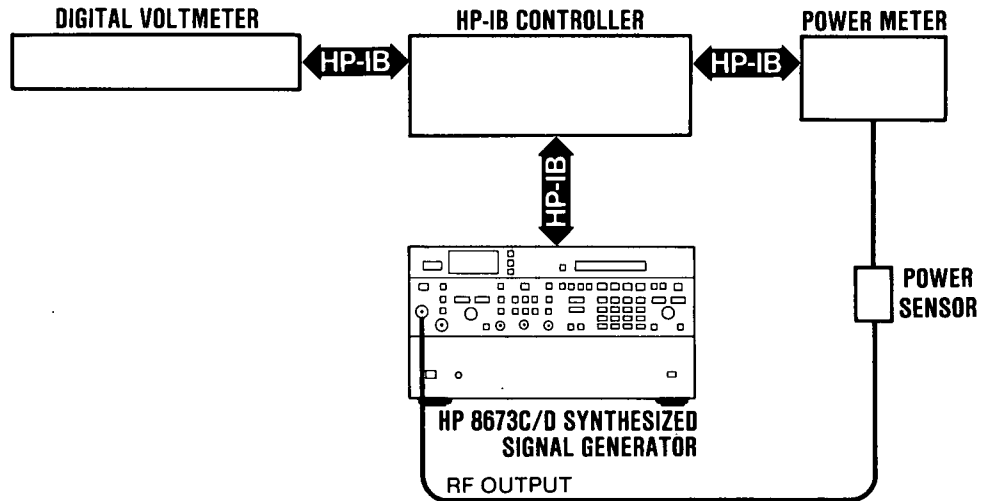 DIGITAL VOLTMETER
HP-IB CONTROLLER
POWER METER
HP-IB
HP-IB
HP-IB
POWER
SENSOR
HP 8673C/D SYNTHESIZED
SIGNAL GENERATOR
RF OUTPUT